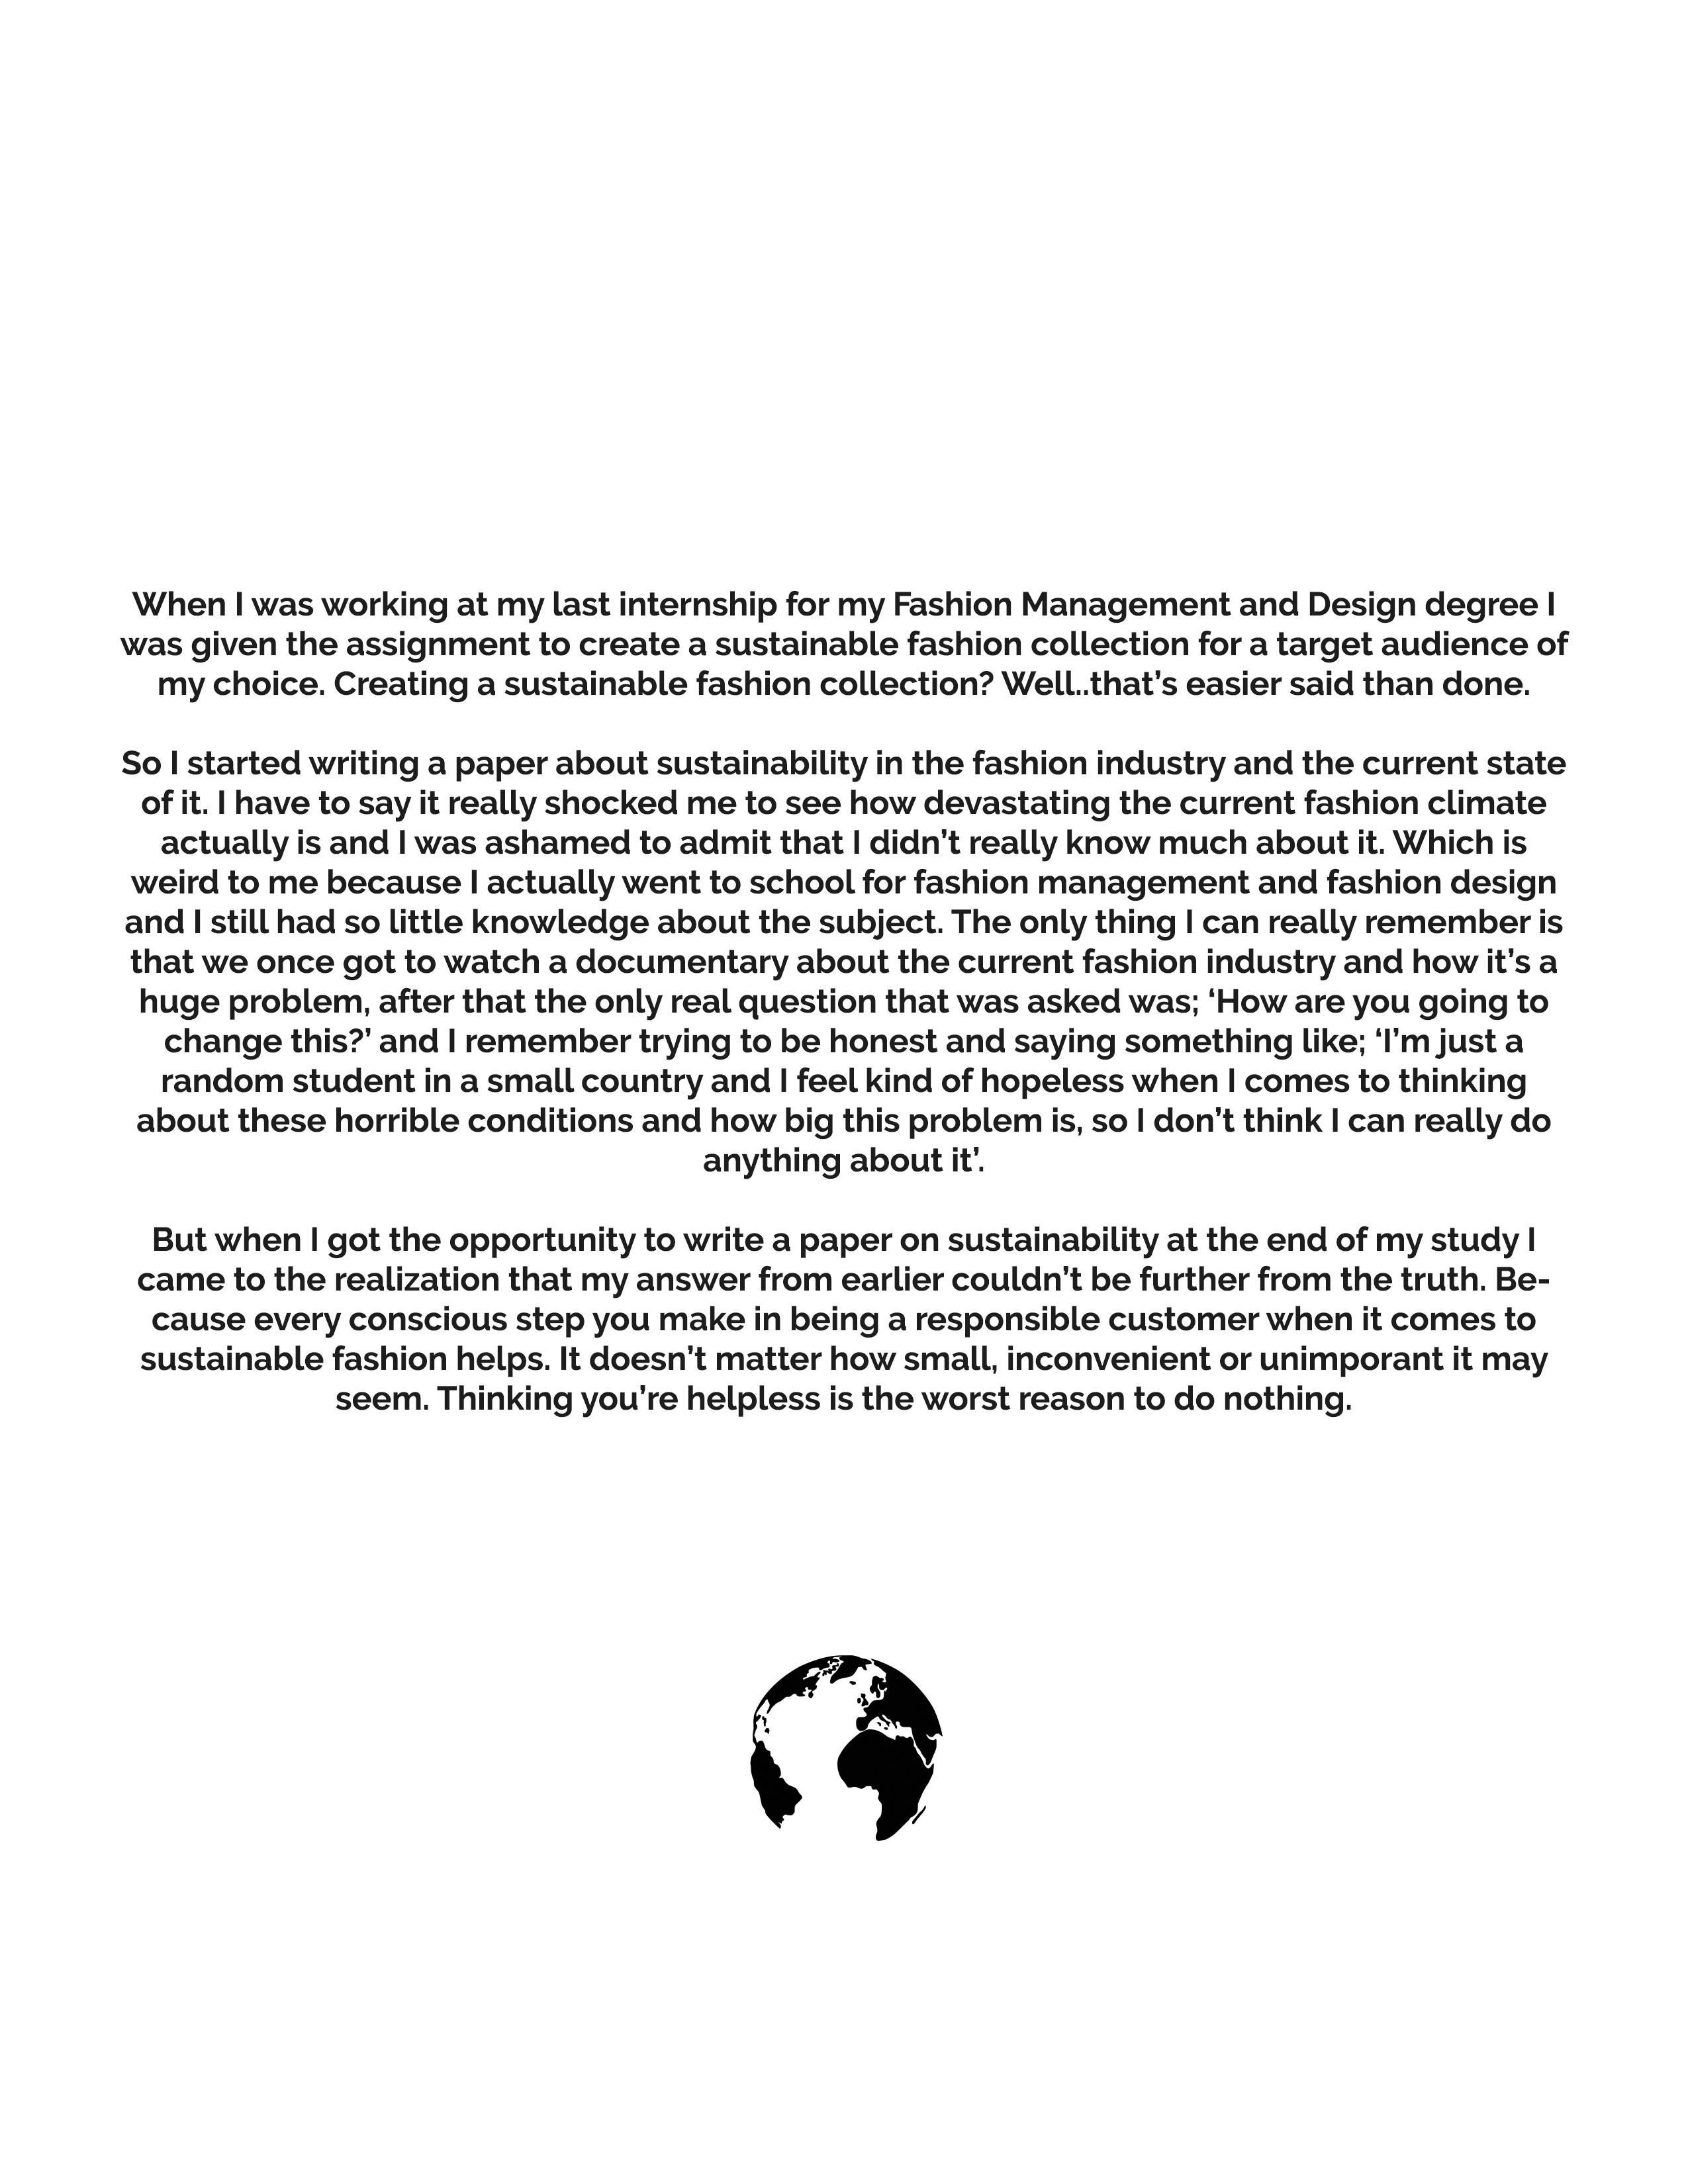 When I was working at my last internship for my Fashion Management and Design degree I
was given the assignment to create a sustainable fashion collection for a target audience of
my choice. Creating a sustainable fashion collection? Well..that’s easier said than done.
So I started writing a paper about sustainability in the fashion industry and the current state
of it. I have to say it really shocked me to see how devastating the current fashion climate
actually is and I was ashamed to admit that I didn’t really know much about it. Which is
weird to me because I actually went to school for fashion management and fashion design
and I still had so little knowledge about the subject. The only thing I can really remember is
that we once got to watch a documentary about the current fashion industry and how it’s a
huge problem, after that the only real question that was asked was; ‘How are you going to
change this?’ and I remember trying to be honest and saying something like; ‘I’m just a
random student in a small country and I feel kind of hopeless when I comes to thinking
about these horrible conditions and how big this problem is, so I don’t think I can really do
anything about it’.
But when I got the opportunity to write a paper on sustainability at the end of my study I
came to the realization that my answer from earlier couldn’t be further from the truth. Be-
cause every conscious step you make in being a responsible customer when it comes to
sustainable fashion helps. It doesn’t matter how small, inconvenient or unimporant it may
seem. Thinking you’re helpless is the worst reason to do nothing.